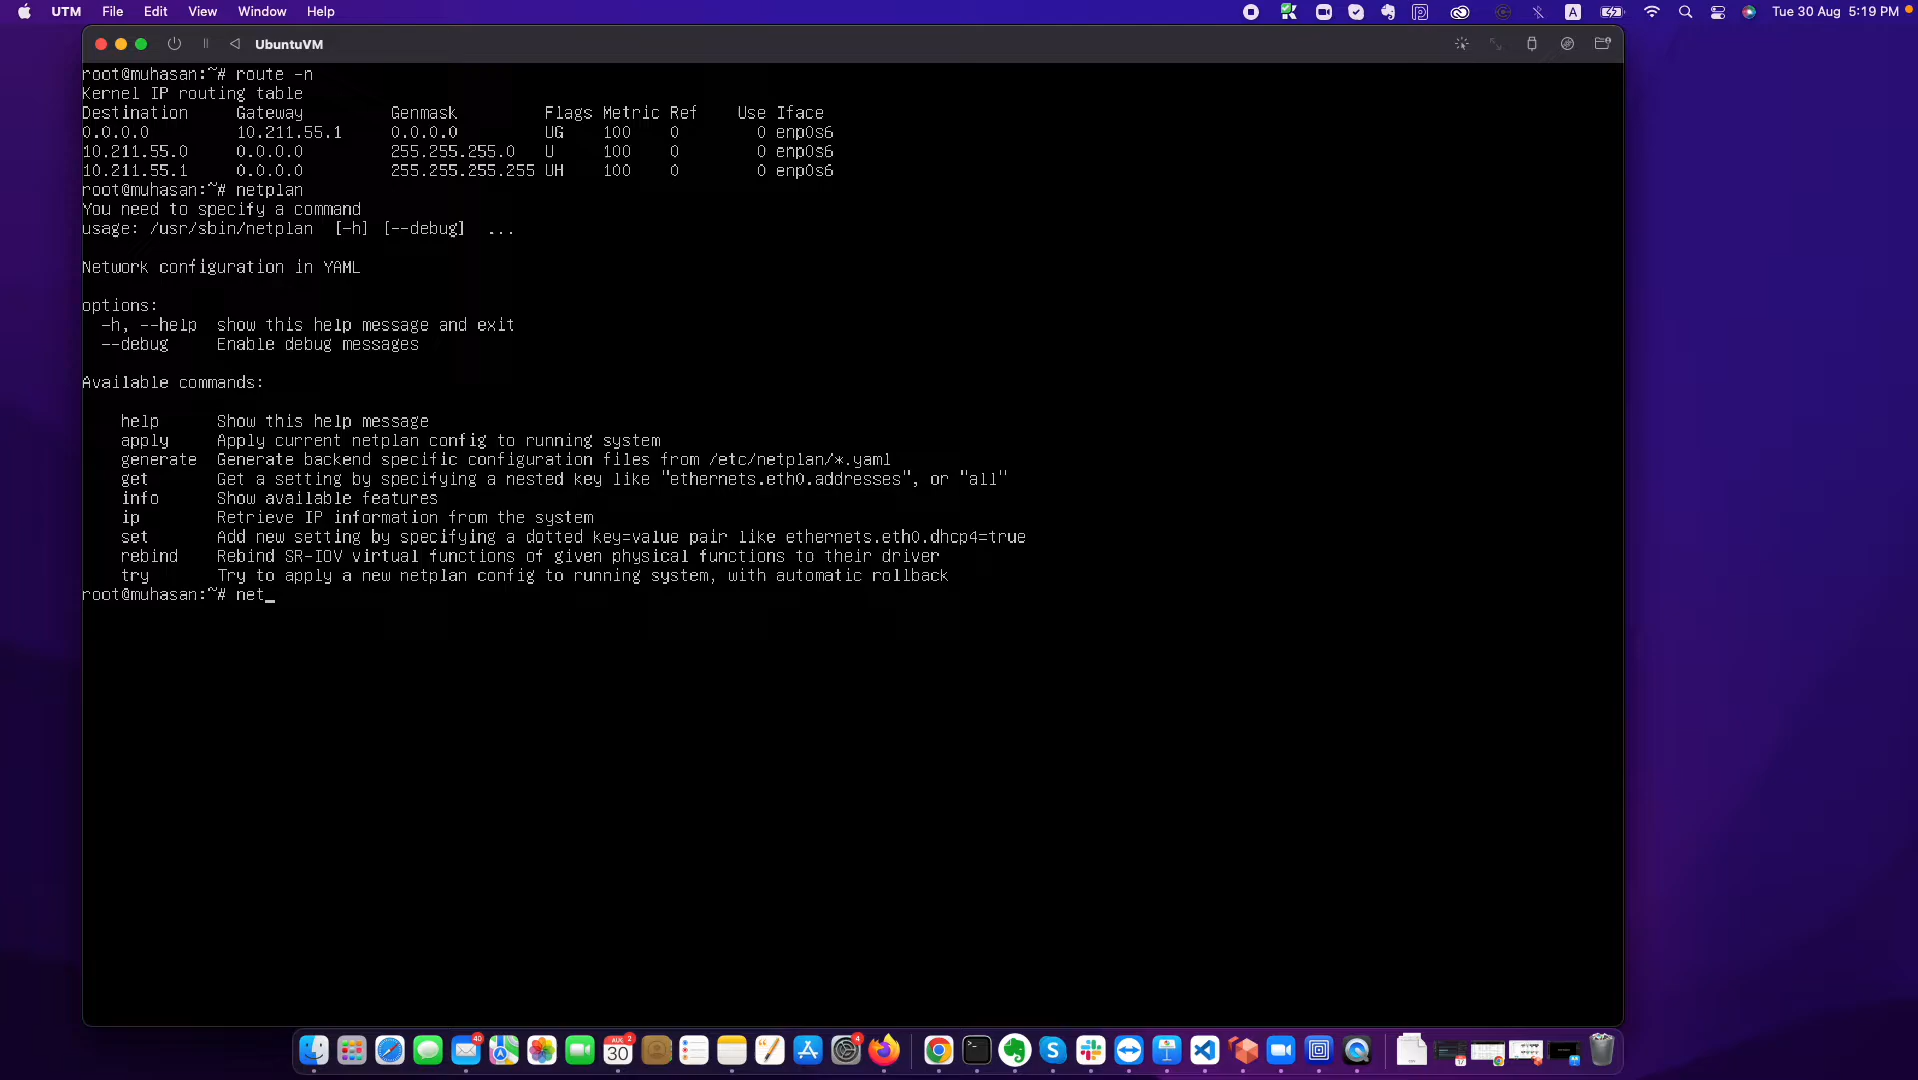 UTM File Edit View Window Help
A Tue 30 Aug 5:19 PM
UbuntuVM
root@muhasan:~# route -n
Kernel IP routing table
Destination Gateway Genmask Flags Metric Ref Use Iface
0.0.0.0 10.211.55.1 0.0.0.0 UG 100 0 0 enp0s6
10.211.55.0 0.0.0.0 255.255.255.0 U 100 0 0 enp0s6
10.211.55.1 0.0.0.0 255.255.255.255 UH 100 0 0 enp0s6
root@muhasan:~# netplan
You need to specify a command
usage: /usr/sbin/netplan [-h] [--debug] ...
Network configuration in YAML
options:
-h, --help show this help message and exit
--debug Enable debug messages
Available commands:
help Show this help message
apply Apply current netplan config to running system
generate Generate backend specific configuration files from /etc/netplan/*.yaml
get Get a setting by specifying a nested key like "ethernets.eth0.addresses", or "all"
info Show available features
ip Retrieve IP information from the system
set Add new setting by specifying a dotted key=value pair like ethernets.eth0.dhcp4=true
rebind Rebind SR-IOV virtual functions of given physical functions to their driver
try Try to apply a new netplan config to running system, with automatic rollback
root@muhasan:~# net_
40
AUG
30
2
4
17